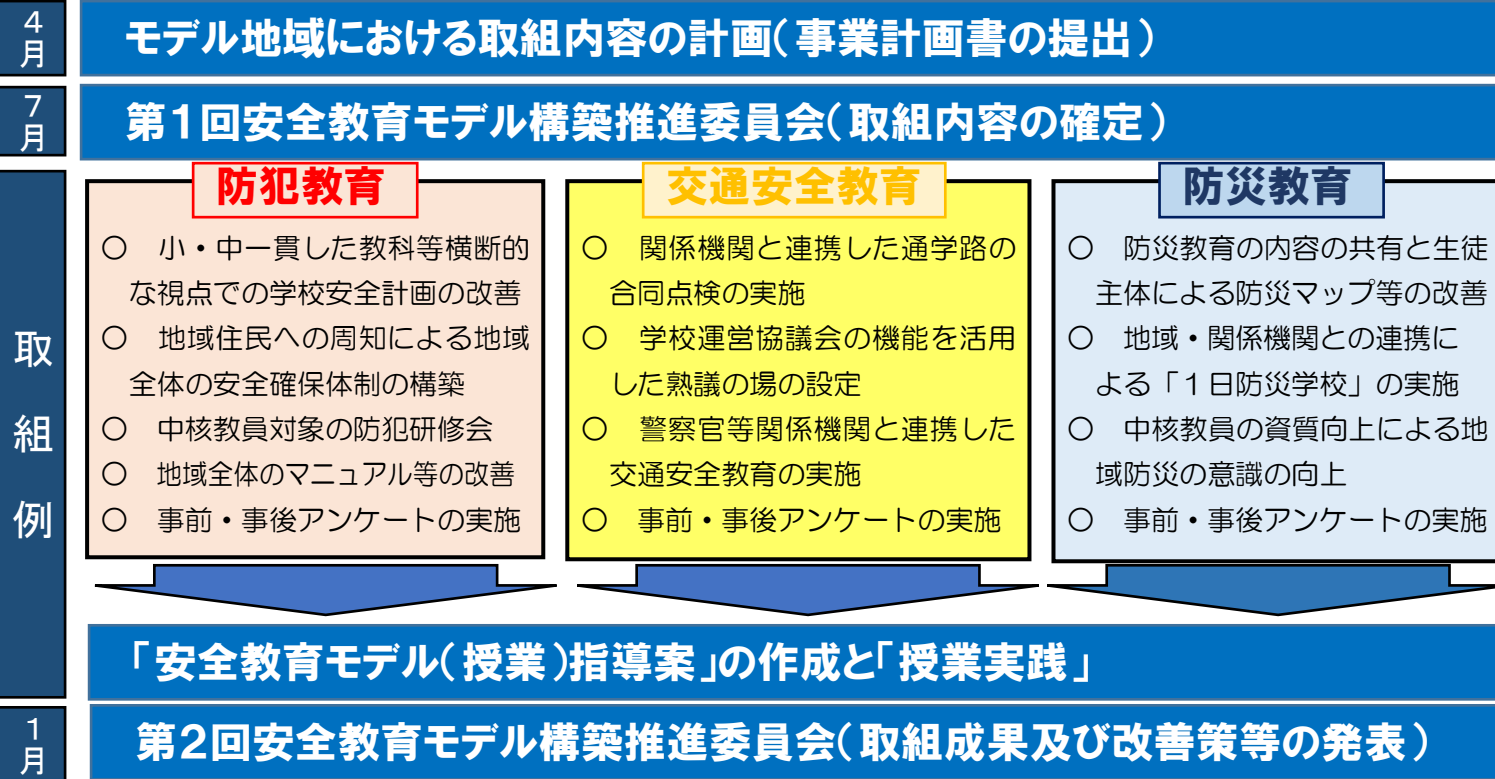 4月
モデル地域における取組内容の計画(事業計画書の提出)
7月
第1回安全教育モデル構築推進委員会(取組内容の確定)
取組例
防犯教育
○　小・中一貫した教科等横断的
な視点での学校安全計画の改善
○　地域住民への周知による地域
全体の安全確保体制の構築
○　中核教員対象の防犯研修会
○　地域全体のマニュアル等の改善
○　事前・事後アンケートの実施
交通安全教育
○　関係機関と連携した通学路の
合同点検の実施
○　学校運営協議会の機能を活用
した熟議の場の設定
○　警察官等関係機関と連携した
交通安全教育の実施
○　事前・事後アンケートの実施
防災教育
○　防災教育の内容の共有と生徒
主体による防災マップ等の改善
○　地域・関係機関との連携に
よる「1日防災学校」の実施
○　中核教員の資質向上による地
域防災の意識の向上
○　事前・事後アンケートの実施
「安全教育モデル(授業)指導案」の作成と「授業実践」
1月
第2回安全教育モデル構築推進委員会(取組成果及び改善策等の発表)